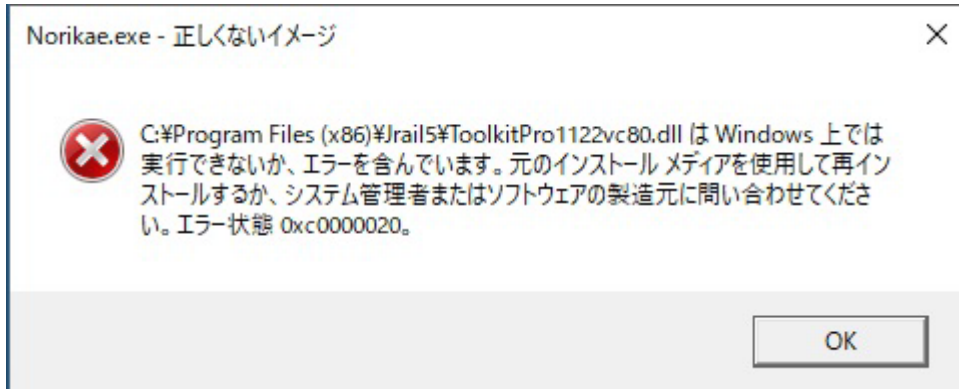 Norikae.exe - 正しくないイメージ
C:¥Program Files (x86)¥Jrail5¥ToolkitPro1122vc80.dll は Windows 上では
実行できないか、エラーを含んでいます。元のインストール メディアを使用して再イン
ストールするか、システム管理者またはソフトウェアの製造元に問い合わせてくださ
い。エラー状態 0xc0000020。
OK